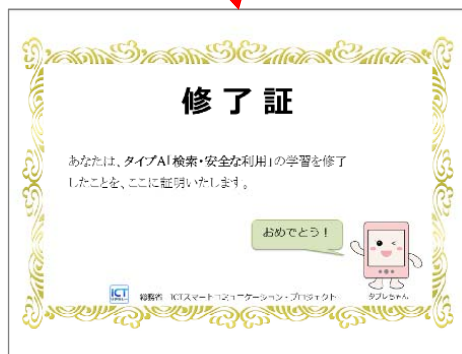 修了証
あなたは、タイプA「検索・安全な利用」の学習を修了
したことを、ここに証明いたします。
おめでとう！
ICT
総務省 ICTスマートコミュニケーション・プロジェクト
タブレちゃん